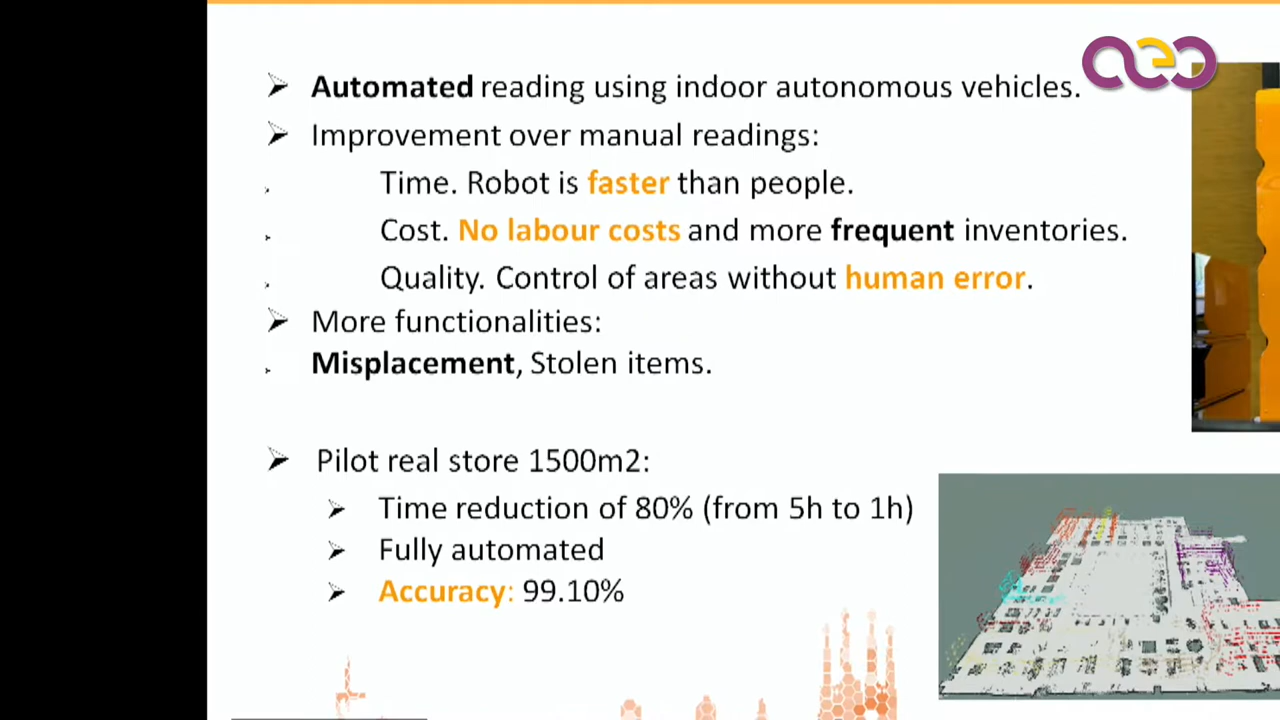 aeo
Automated reading using indoor autonomous vehicles.
Improvement over manual readings:
Time. Robot is faster than people.
Cost. No labour costs and more frequent inventories.
Quality. Control of areas without human error.
More functionalities:
Misplacement, Stolen items.
Pilot real store 1500m2:
Time reduction of 80% (from 5h to 1h)
Fully automated
Accuracy: 99.10%